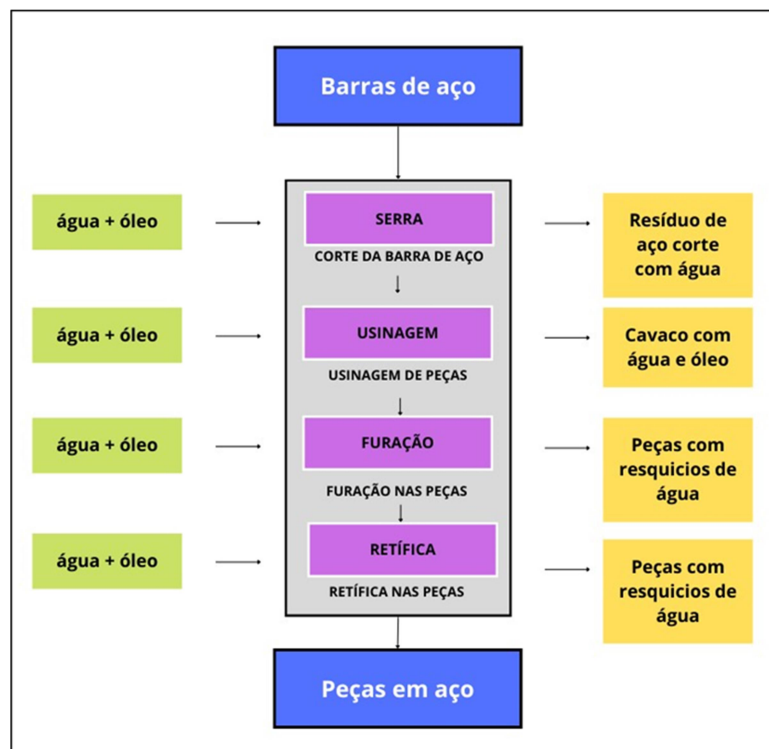 Barras de aço
água + óleo
SERRA
CORTE DA BARRA DE AÇO
Resíduo de
aço corte
com água
água + óleo
USINAGEM
USINAGEM DE PEÇAS
Cavaco com
água e óleo
água + óleo
FURAÇÃO
FURAÇÃO NAS PEÇAS
Peças com
resquicios de
água
água + óleo
RETÍFICA
RETÍFICA NAS PEÇAS
Peças com
resquicios de
água
Peças em aço